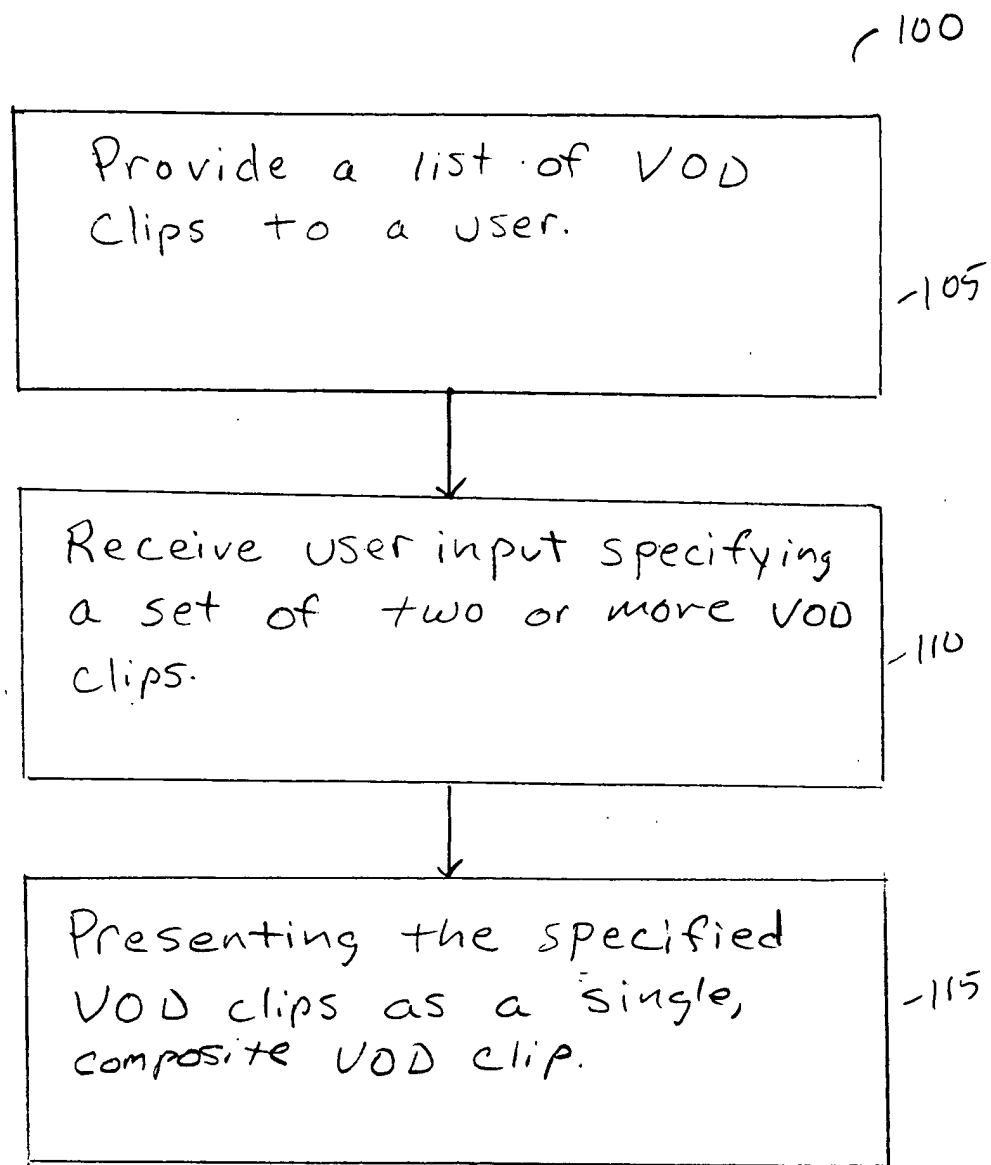 100
Provide a list of VOD
Clips to a user.
105
Receive user input specifying
a set of two or more VOD
clips.
110
Presenting the specified
VOD clips as a single,
composite VOD clip.
115